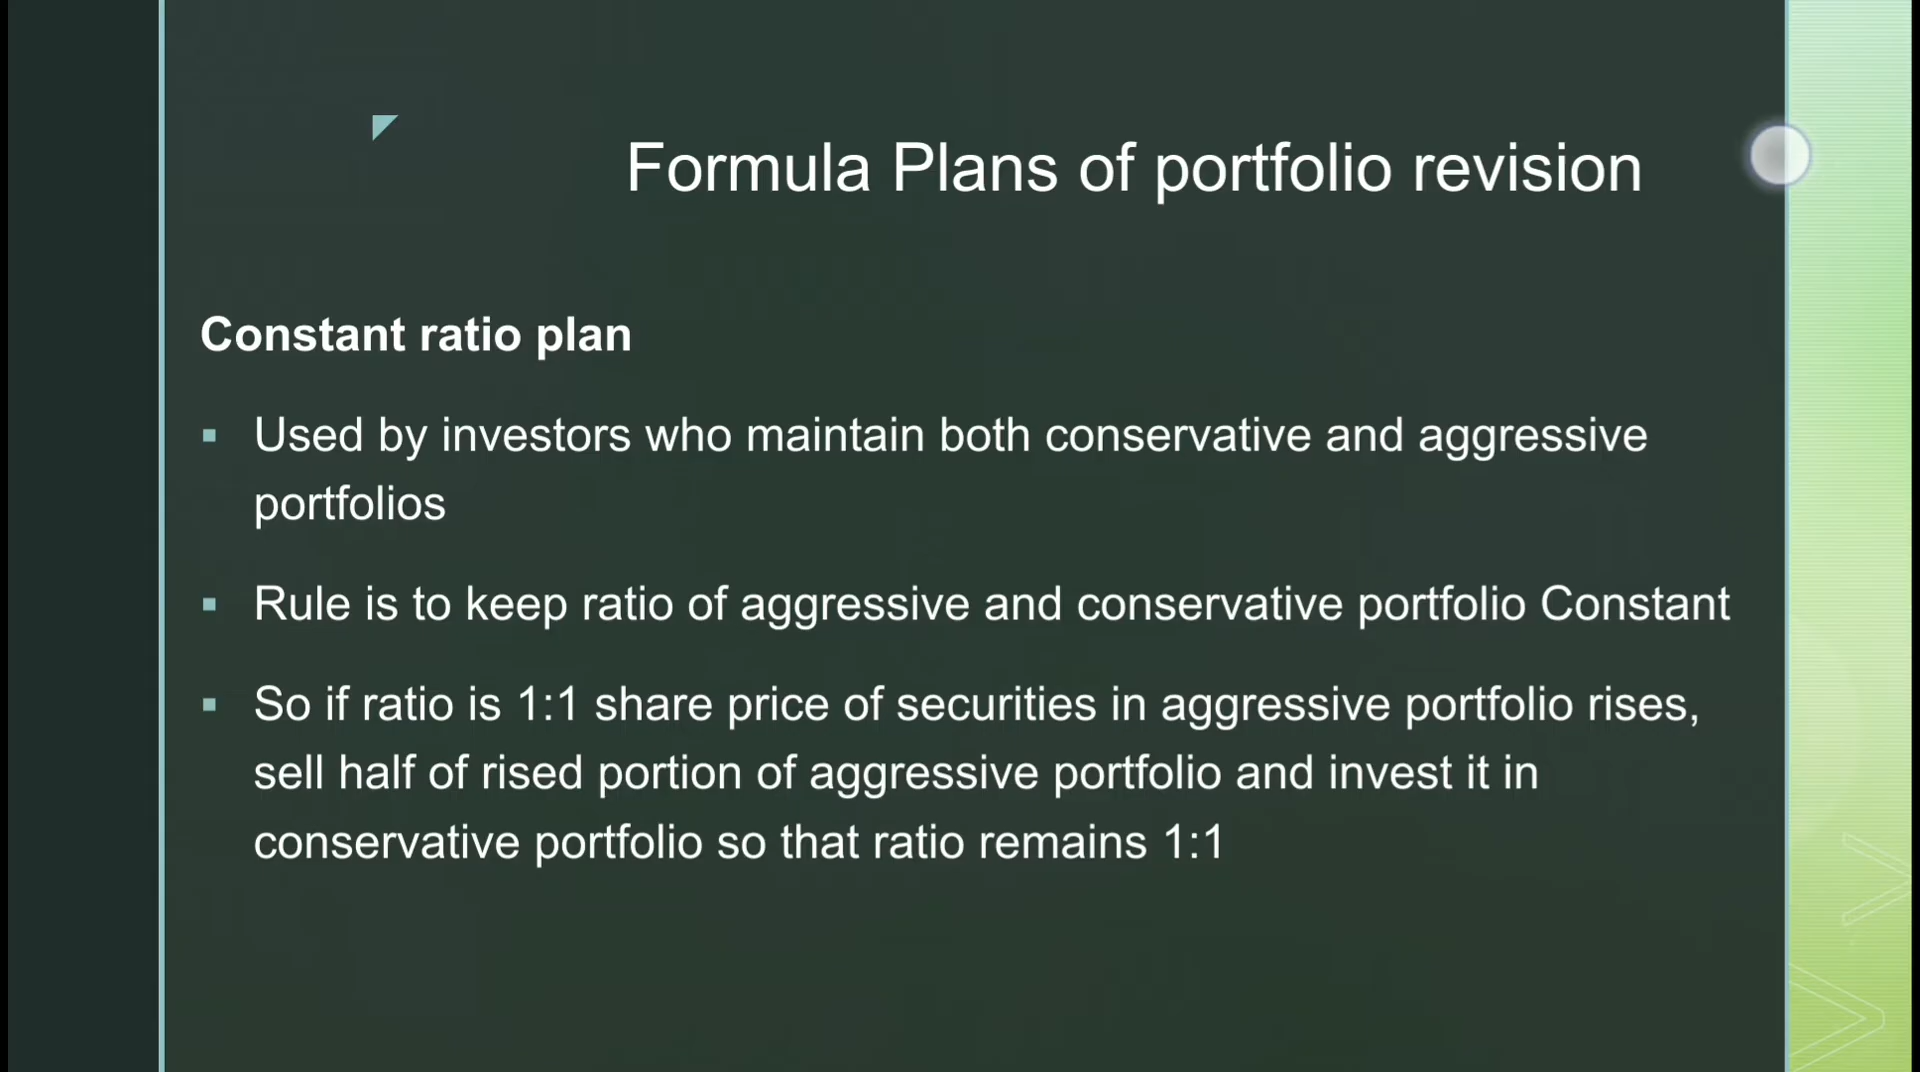 Formula Plans of portfolio revision
Constant ratio plan
▪ Used by investors who maintain both conservative and aggressive
portfolios
▪ Rule is to keep ratio of aggressive and conservative portfolio Constant
▪ So if ratio is 1:1 share price of securities in aggressive portfolio rises,
sell half of rised portion of aggressive portfolio and invest it in
conservative portfolio so that ratio remains 1:1